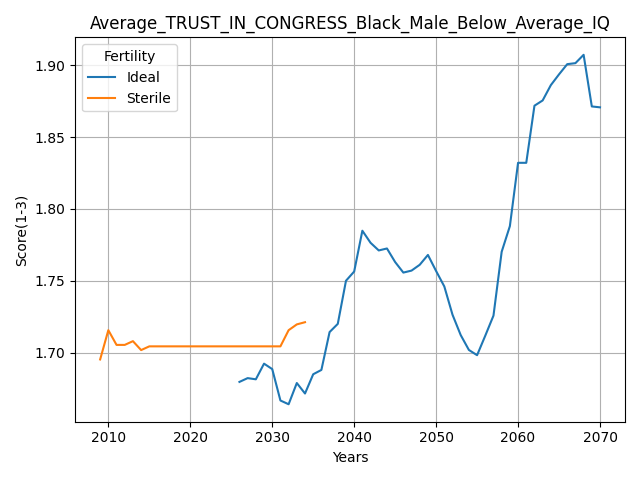 Average_TRUST_IN_CONGRESS_Black_Male_Below_Average_IQ
Fertility
Ideal
Sterile
1.90
1.85
1.80
1.75
1.70
Score(1-3)
2010 2020 2030 2040 2050 2060 2070
Years